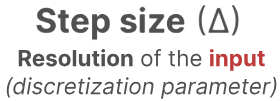 Step size (Δ)
Resolution of the input
(discretization parameter)